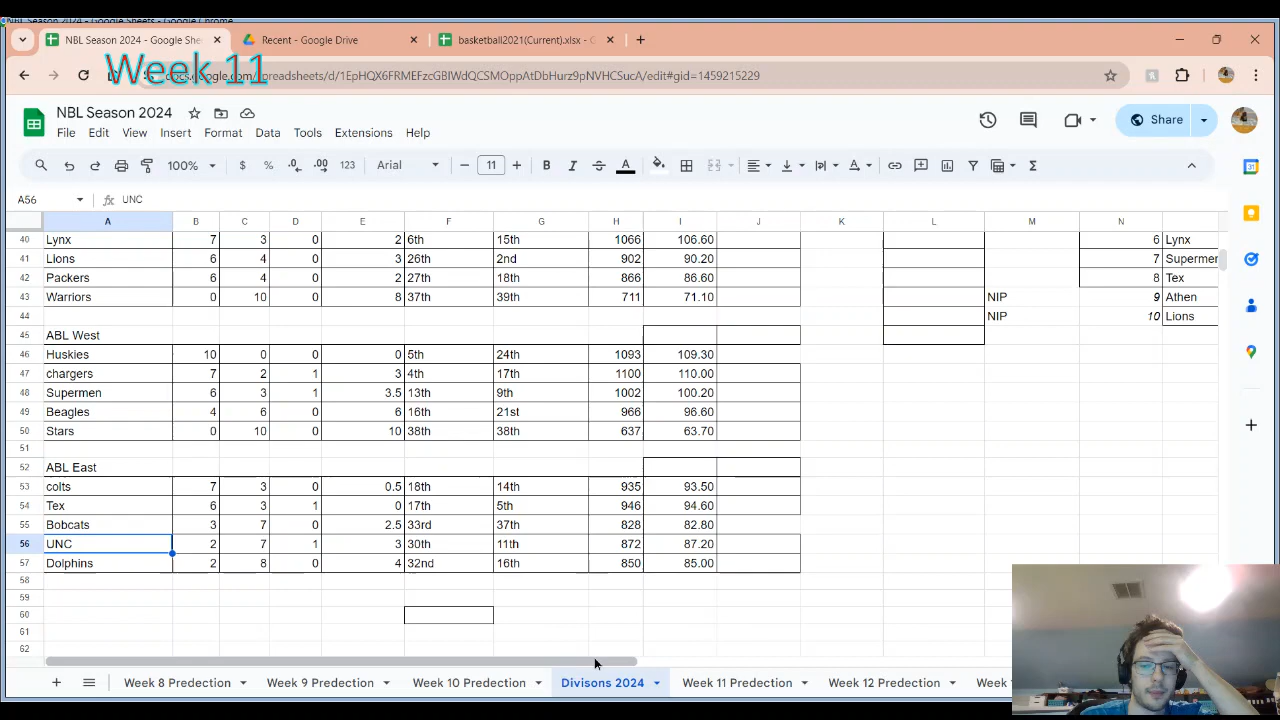 NBL Season 2024 - Google Sheets - Google Chrome
NBL Season 2024 - Google She
Recent - Google Drive
basketball2021(Current).xlsx - G
Week 11
docs.google.com/spreadsheets/d/1EpHQX6FRMEFzcGBIWdQCSMOppAtDbHurz9pNVHCSucA/edit#gid=1459215229
NBL Season 2024
File Edit View Insert Format Data Tools Extensions Help
Share
100% $ % .0 .00 123 Arial 11 B I S A
A56 fx UNC
A B C D E F G H I J K L M N
40 Lynx 7 3 0 2 6th 15th 1066 106.60 6 Lynx
41 Lions 6 4 0 3 26th 2nd 902 90.20 7 Supermen
42 Packers 6 4 0 2 27th 18th 866 86.60 8 Tex
43 Warriors 0 10 0 8 37th 39th 711 71.10 NIP 9 Athen
44 NIP 10 Lions
45 ABL West
46 Huskies 10 0 0 0 5th 24th 1093 109.30
47 chargers 7 2 1 3 4th 17th 1100 110.00
48 Supermen 6 3 1 3.5 13th 9th 1002 100.20
49 Beagles 4 6 0 6 16th 21st 966 96.60
50 Stars 0 10 0 10 38th 38th 637 63.70
51
52 ABL East
53 colts 7 3 0 0.5 18th 14th 935 93.50
54 Tex 6 3 1 0 17th 5th 946 94.60
55 Bobcats 3 7 0 2.5 33rd 37th 828 82.80
56 UNC 2 7 1 3 30th 11th 872 87.20
57 Dolphins 2 8 0 4 32nd 16th 850 85.00
58
59
60
61
62
Week 8 Predection Week 9 Predection Week 10 Predection Divisons 2024 Week 11 Predection Week 12 Predection Week